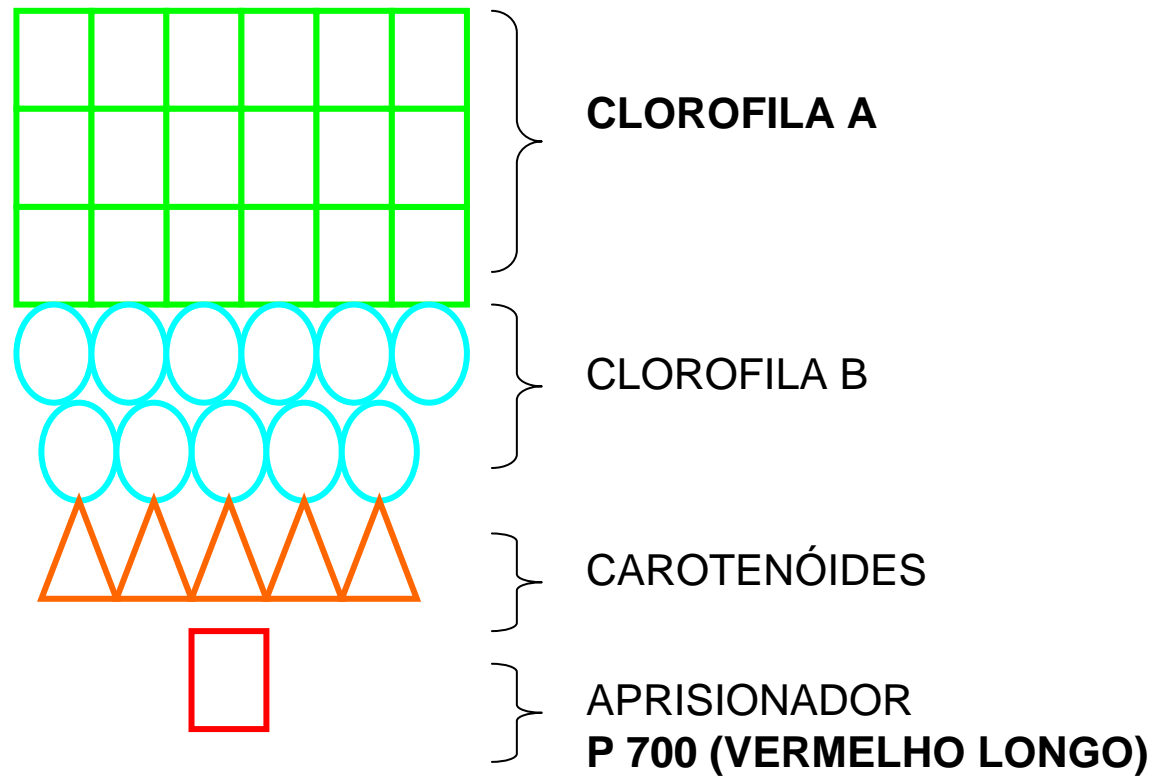 CLOROFILA A
CLOROFILA B
CAROTENÓIDES
APRISIONADOR
P 700 (VERMELHO LONGO)